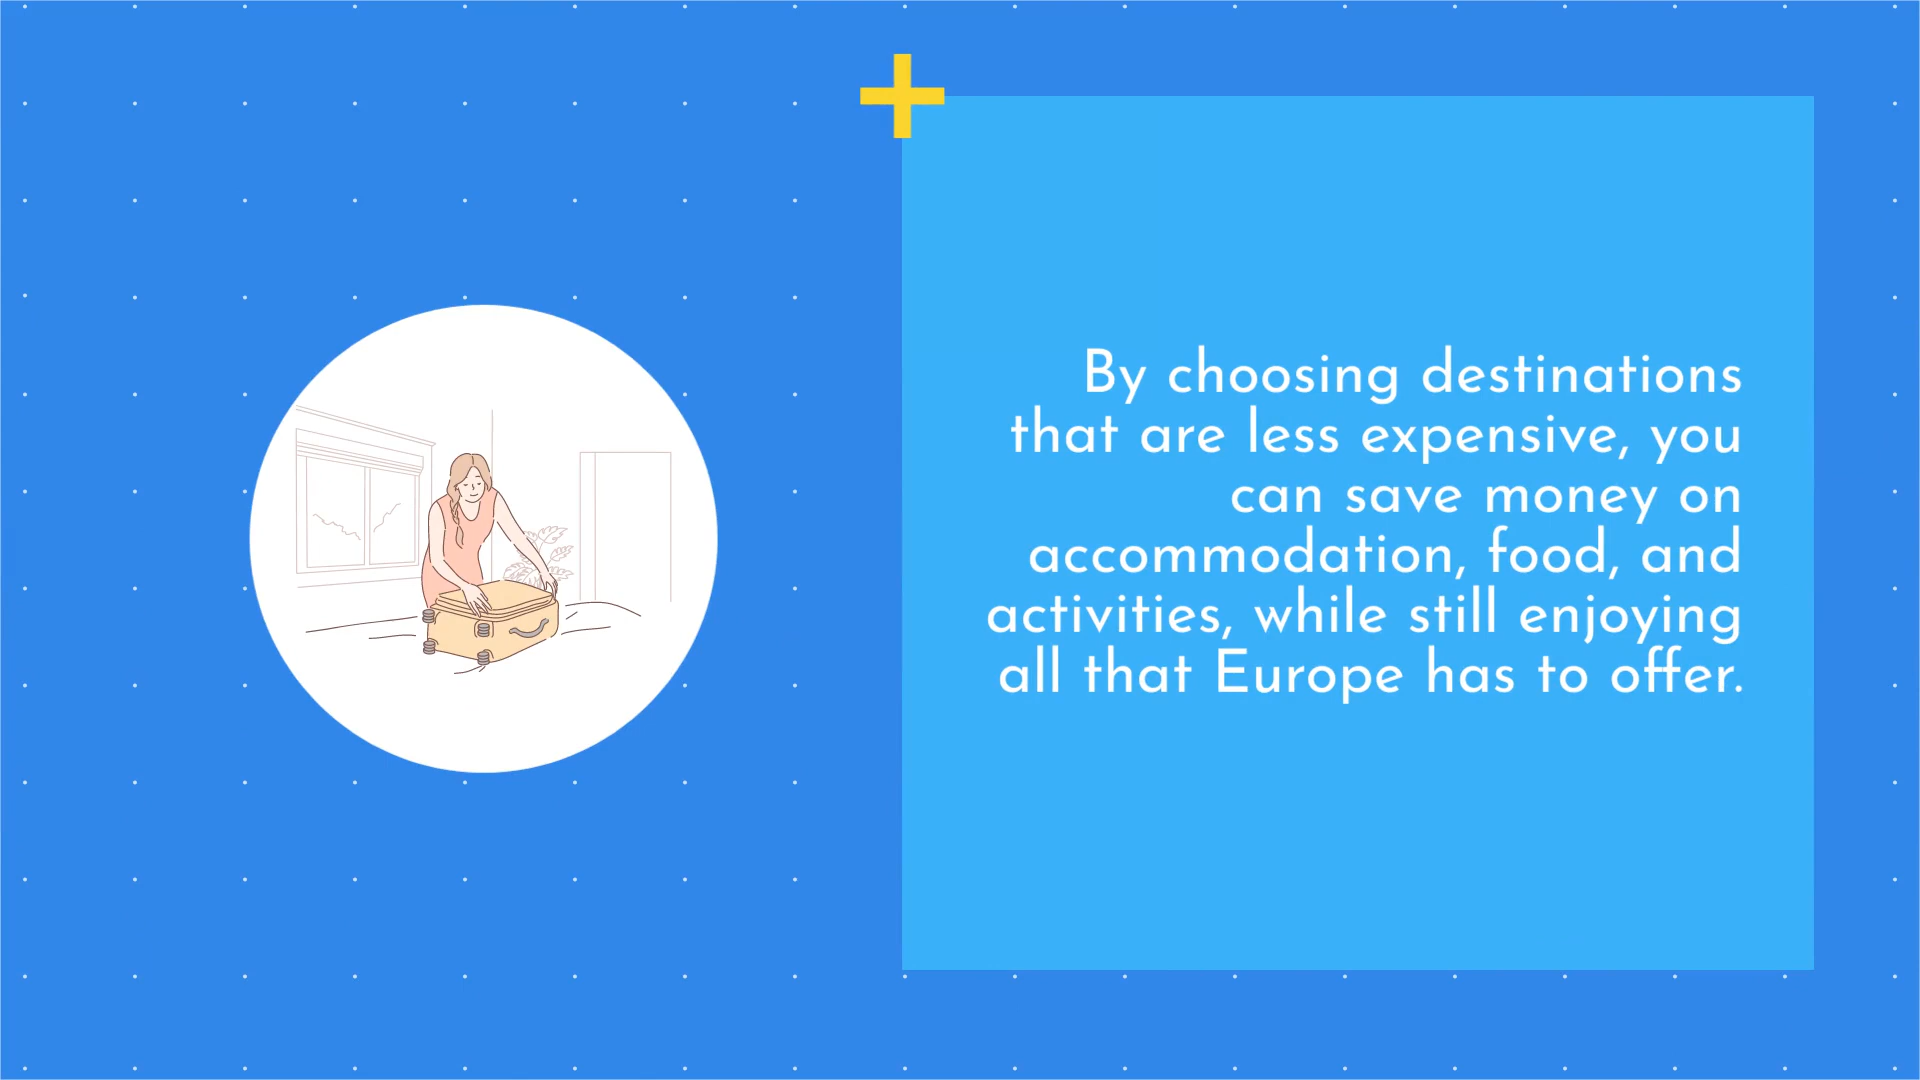 By choosing destinations
that are less expensive, you
can save money on
accommodation, food, and
activities, while still enjoying
all that Europe has to offer.